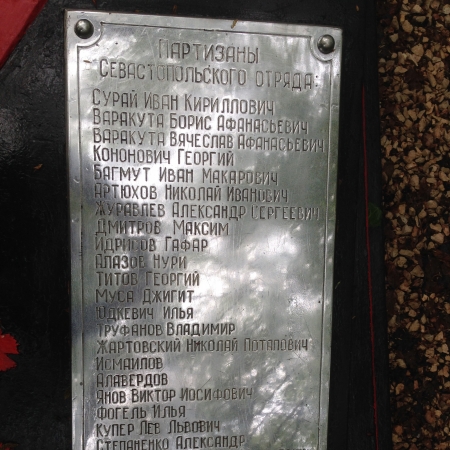 ПАРТИЗАНЫ
СЕВАСТОПОЛЬСКОГО ОТРЯДА:
СУРАЙ ИВАН КИРИЛЛОВИЧ
ВАРАКУТА БОРИС АФАНАСЬЕВИЧ
ВАРАКУТА ВЯЧЕСЛАВ АФАНАСЬЕВИЧ
КОНОНОВИЧ ГЕОРГИЙ
БАГМУТ ИВАН МАКАРОВИЧ
АРТЮХОВ НИКОЛАЙ ИВАНОВИЧ
ЖУРАВЛЕВ АЛЕКСАНДР СЕРГЕЕВИЧ
ДМИТРОВ МАКСИМ
ИДРИСОВ ГАФАР
АЛАЗОВ НУРИ
ТИТОВ ГЕОРГИЙ
МУСА ДЖИГИТ
ЮДКЕВИЧ ИЛЬЯ
ТРУФАНОВ ВЛАДИМИР
ЖАРТОВСКИЙ НИКОЛАЙ ПОТАПОВИЧ
ИСМАИЛОВ
АЛАВЕРДОВ
ЯНОВ ВИКТОР ИОСИФОВИЧ
ФОГЕЛЬ ИЛЬЯ
КУПЕР ЛЕВ ЛЬВОВИЧ
СТЕПАНЕНКО АЛЕКСАНДР